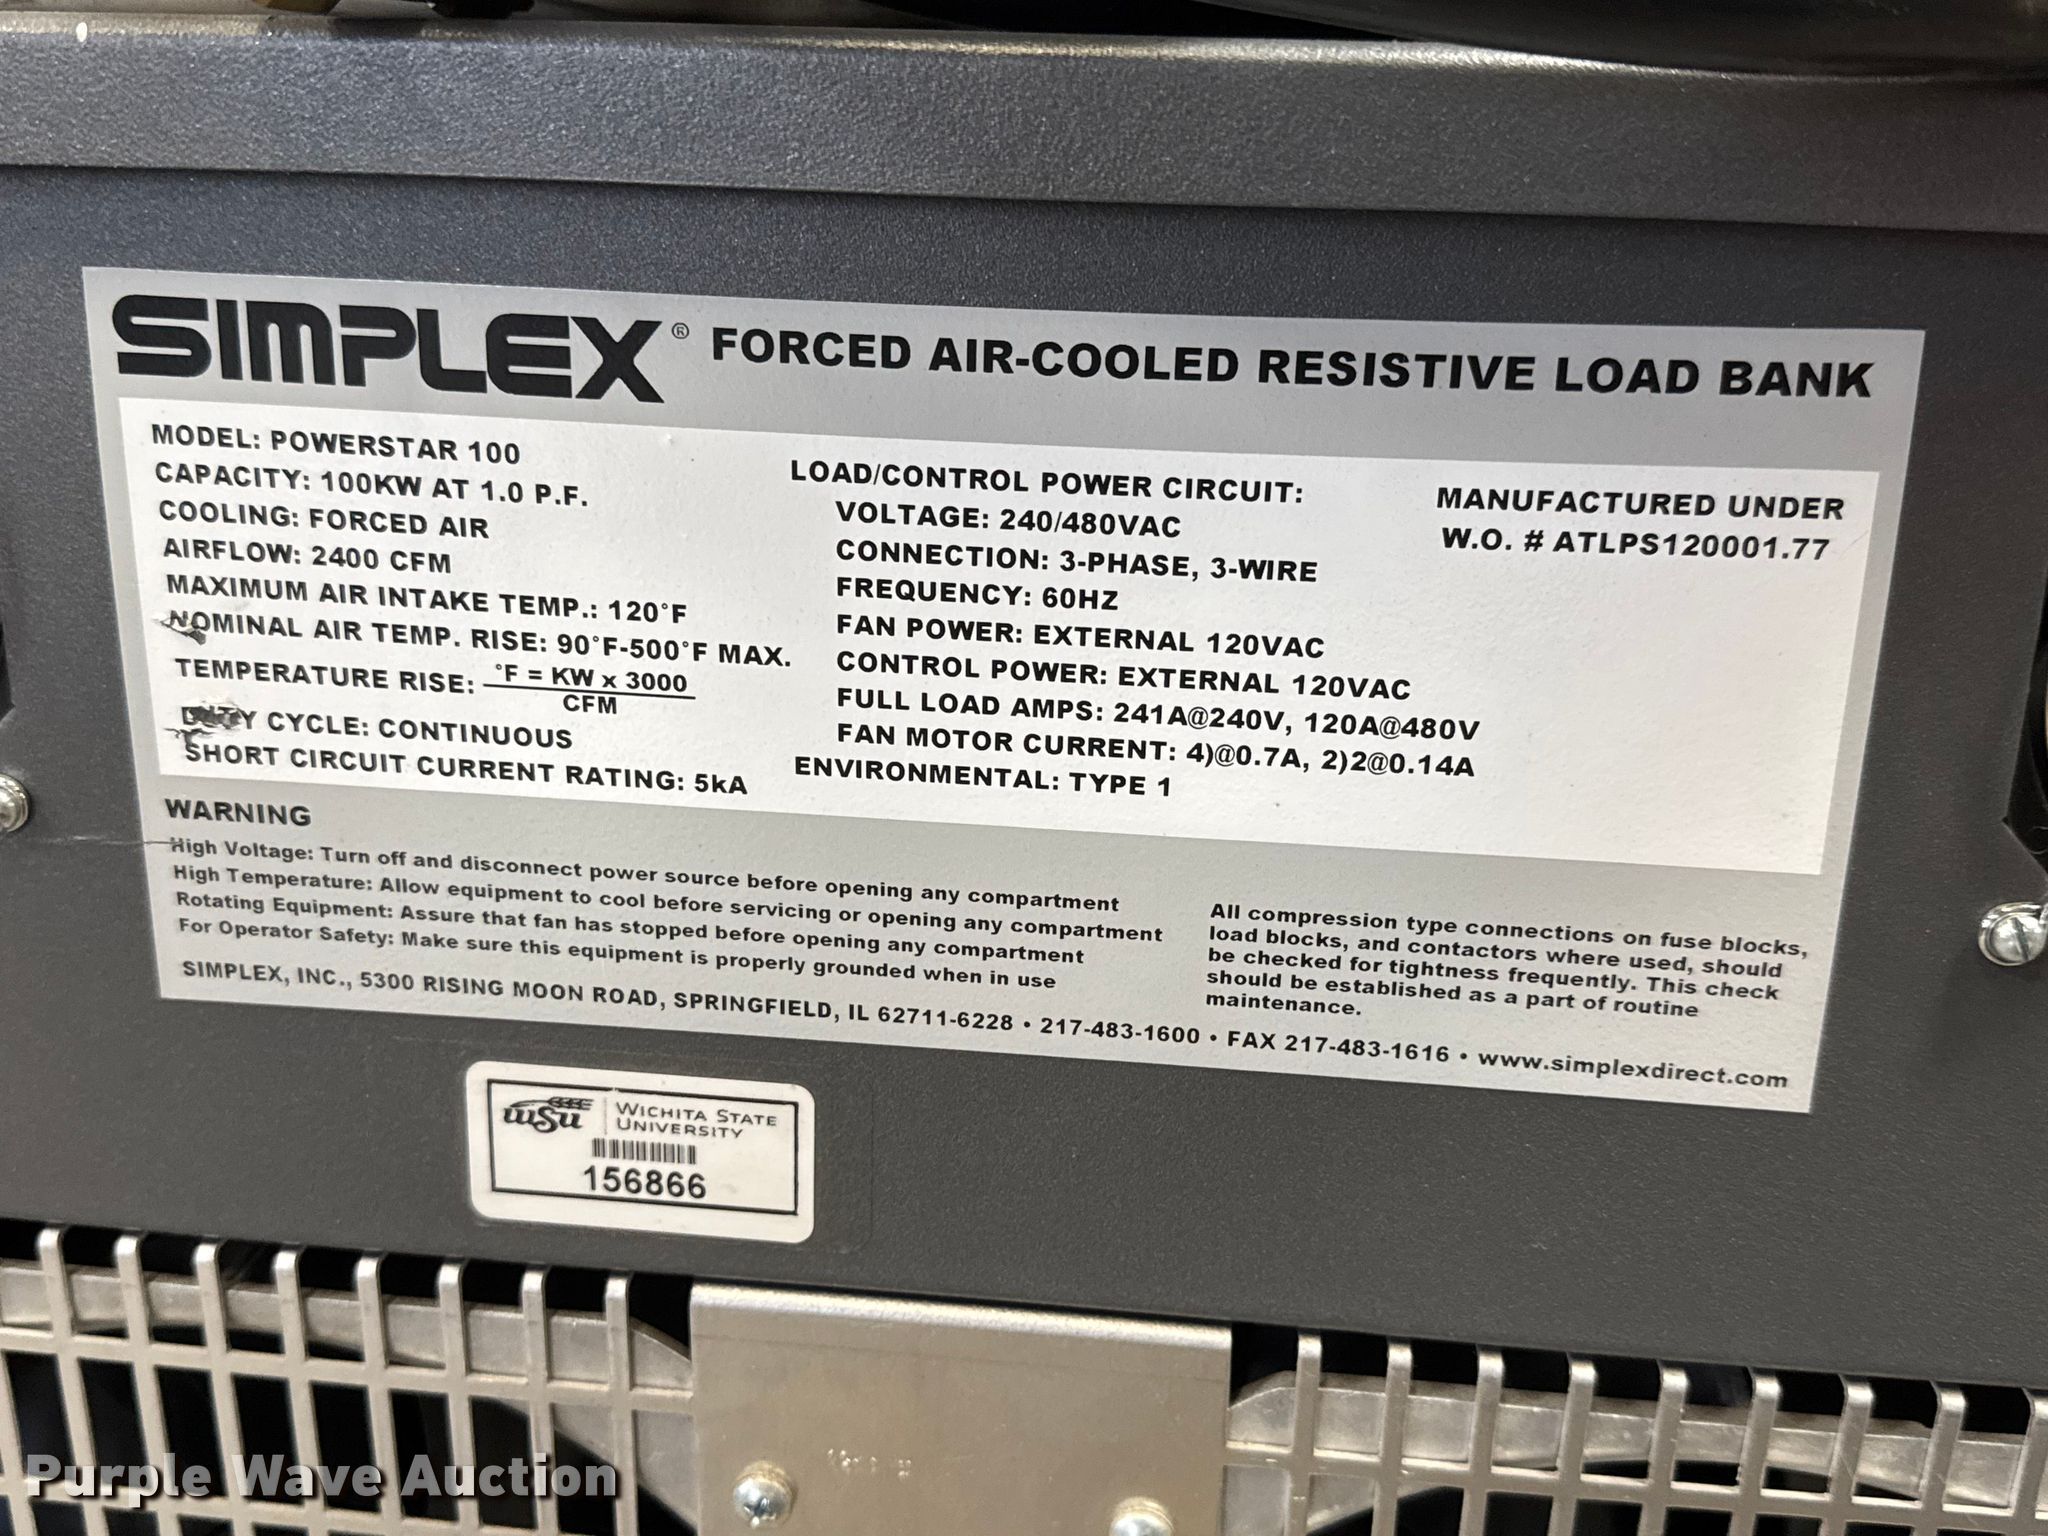 SIMPLEX® FORCED AIR-COOLED RESISTIVE LOAD BANK
MODEL: POWERSTAR 100
CAPACITY: 100KW AT 1.0 P.F.
COOLING: FORCED AIR
AIRFLOW: 2400 CFM
MAXIMUM AIR INTAKE TEMP.: 120°F
NOMINAL AIR TEMP. RISE: 90°F-500°F MAX.
TEMPERATURE RISE: °F = KW x 3000
CFM
DUTY CYCLE: CONTINUOUS
SHORT CIRCUIT CURRENT RATING: 5kA
LOAD/CONTROL POWER CIRCUIT:
VOLTAGE: 240/480VAC
CONNECTION: 3-PHASE, 3-WIRE
FREQUENCY: 60HZ
FAN POWER: EXTERNAL 120VAC
CONTROL POWER: EXTERNAL 120VAC
FULL LOAD AMPS: 241A@240V, 120A@480V
FAN MOTOR CURRENT: 4)@0.7A, 2)2@0.14A
ENVIRONMENTAL: TYPE 1
MANUFACTURED UNDER
W.O. # ATLPS120001.77
WARNING
High Voltage: Turn off and disconnect power source before opening any compartment
High Temperature: Allow equipment to cool before servicing or opening any compartment
Rotating Equipment: Assure that fan has stopped before opening any compartment
For Operator Safety: Make sure this equipment is properly grounded when in use
All compression type connections on fuse blocks,
load blocks, and contactors where used, should
be checked for tightness frequently. This check
should be established as a part of routine
maintenance.
SIMPLEX, INC., 5300 RISING MOON ROAD, SPRINGFIELD, IL 62711-6228 • 217-483-1600 • FAX 217-483-1616 • www.simplexdirect.com
WSU WICHITA STATE
UNIVERSITY
156866
Purple Wave Auction